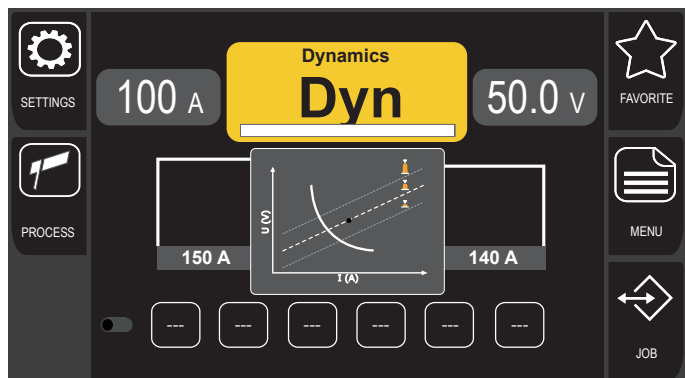 SETTINGS
PROCESS
100 A
Dynamics
Dyn
50.0 V
U (V)
I (A)
150 A
140 A
---
---
---
---
---
---
FAVORITE
MENU
JOB